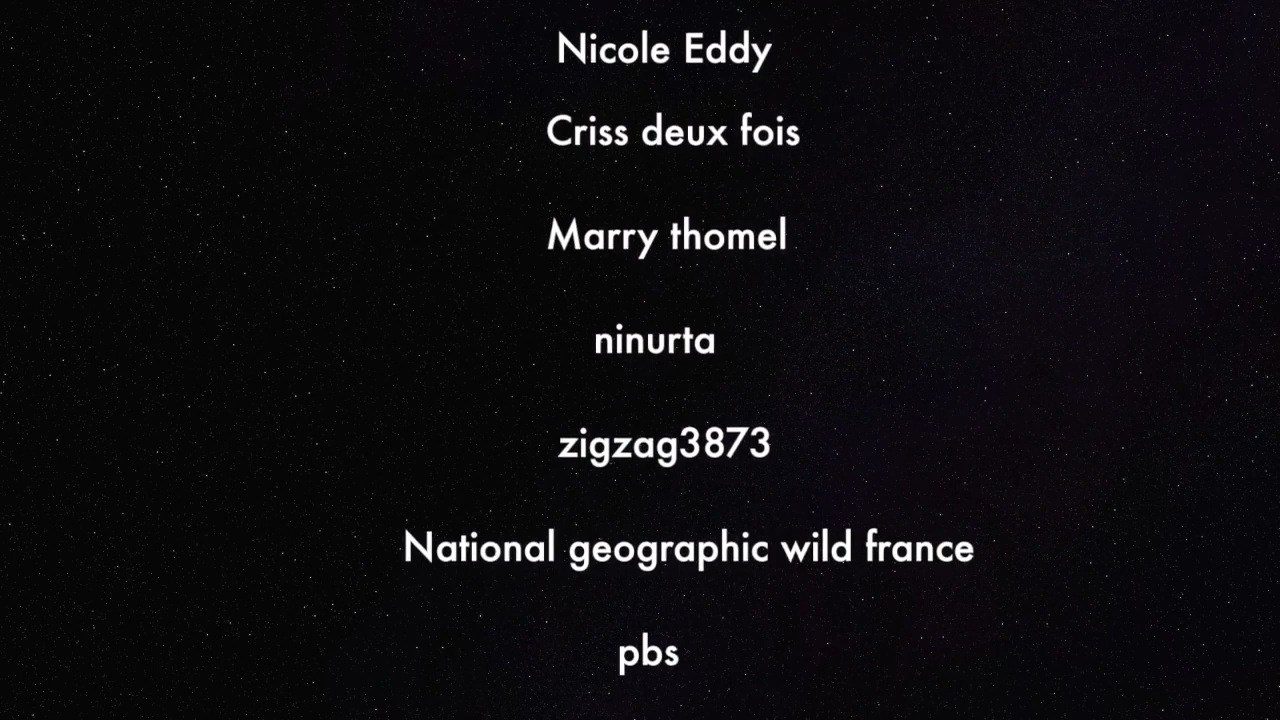 Nicole Eddy
Criss deux fois
Marry thomel
ninurta
zigzag3873
National geographic wild france
pbs